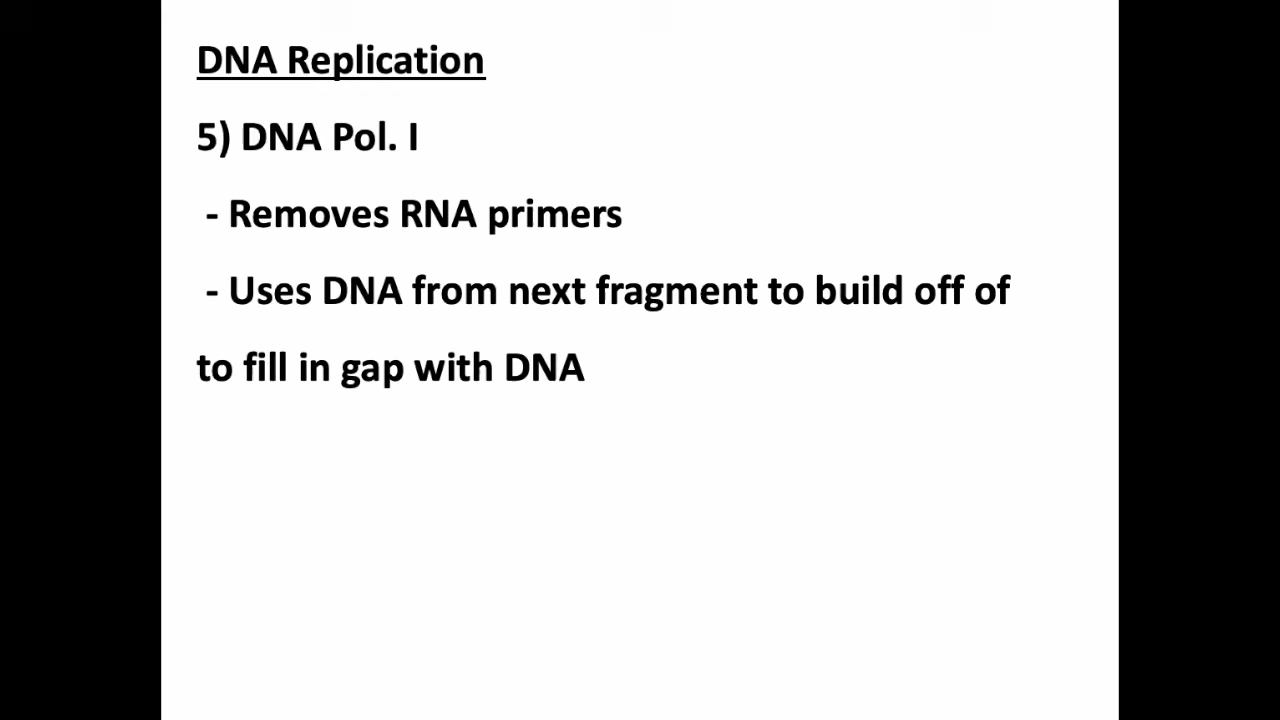 DNA Replication
5) DNA Pol. I
- Removes RNA primers
- Uses DNA from next fragment to build off of
to fill in gap with DNA